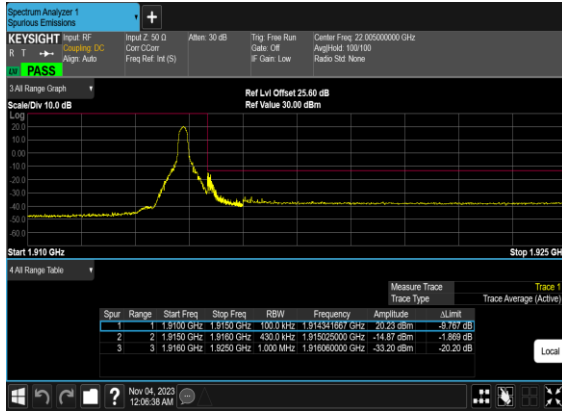 Spectrum Analyzer 1
Spurious Emissions
+
KEYSIGHT Input: RF Input Z: 50 Ω Atten: 30 dB Trig: Free Run Center Freq: 22.005000000 GHz
R T Coupling: DC Corr CCorr Gate: Off Avg|Hold: 100/100
Align: Auto Freq Ref: Int (S) IF Gain: Low Radio Std: None
PASS
3 All Range Graph
Ref Lvl Offset 25.60 dB
Scale/Div 10.0 dB Ref Value 30.00 dBm
Log
20.0
10.0
0.00
-10.0
-20.0
-30.0
-40.0
-50.0
-60.0
Start 1.910 GHz Stop 1.925 GH
4 All Range Table
Measure Trace Trace 1
Trace Type Trace Average (Active)
Spur Range Start Freq Stop Freq RBW Frequency Amplitude ΔLimit
1 1 1.9100 GHz 1.9150 GHz 100.0 kHz 1.914341667 GHz 20.23 dBm -9.767 dB
2 2 1.9150 GHz 1.9160 GHz 430.0 kHz 1.915025000 GHz -14.87 dBm -1.869 dB
3 3 1.9160 GHz 1.9250 GHz 1.000 MHz 1.916060000 GHz -33.20 dBm -20.20 dB
Local
? Nov 04, 2023
12:06:38 AM